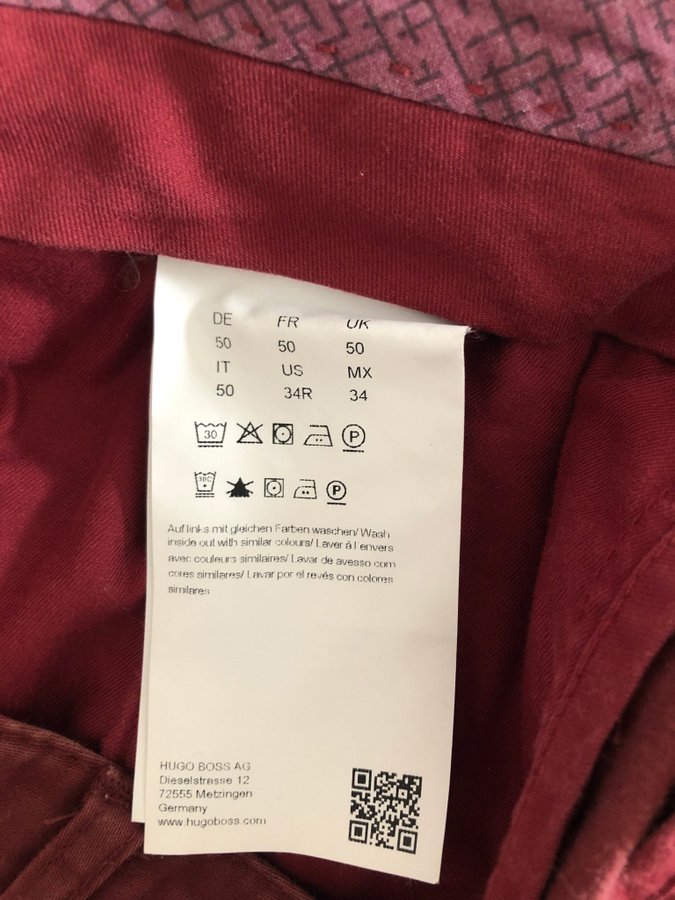 DE FR UK
50 50 50
IT US MX
50 34R 34
30 P
30°C P
Auf links mit gleichen Farben waschen/ Wash
inside out with similar colours/ Laver à l'envers
avec couleurs similaires/ Lavar de avesso com
cores similares/ Lavar por el revés con colores
similares
HUGO BOSS AG
Dieselstrasse 12
72555 Metzingen
Germany
www.hugoboss.com